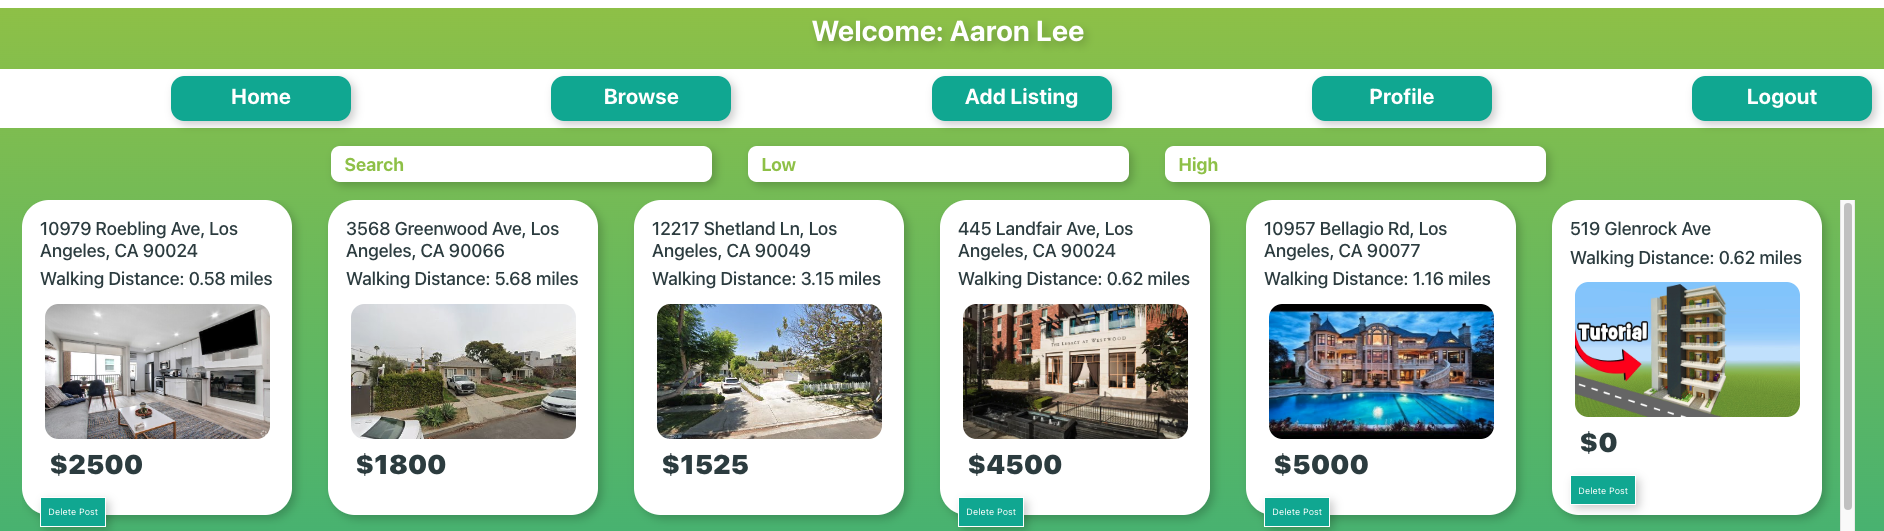 Welcome: Aaron Lee
Home
Browse
Add Listing
Profile
Logout
Search
Low
High
10979 Roebling Ave, Los
Angeles, CA 90024
Walking Distance: 0.58 miles
$2500
Delete Post
3568 Greenwood Ave, Los
Angeles, CA 90066
Walking Distance: 5.68 miles
$1800
12217 Shetland Ln, Los
Angeles, CA 90049
Walking Distance: 3.15 miles
$1525
445 Landfair Ave, Los
Angeles, CA 90024
Walking Distance: 0.62 miles
THE LEGACY AT WESTWOOD
$4500
Delete Post
10957 Bellagio Rd, Los
Angeles, CA 90077
Walking Distance: 1.16 miles
$5000
Delete Post
519 Glenrock Ave
Walking Distance: 0.62 miles
Tutorial
$0
Delete Post